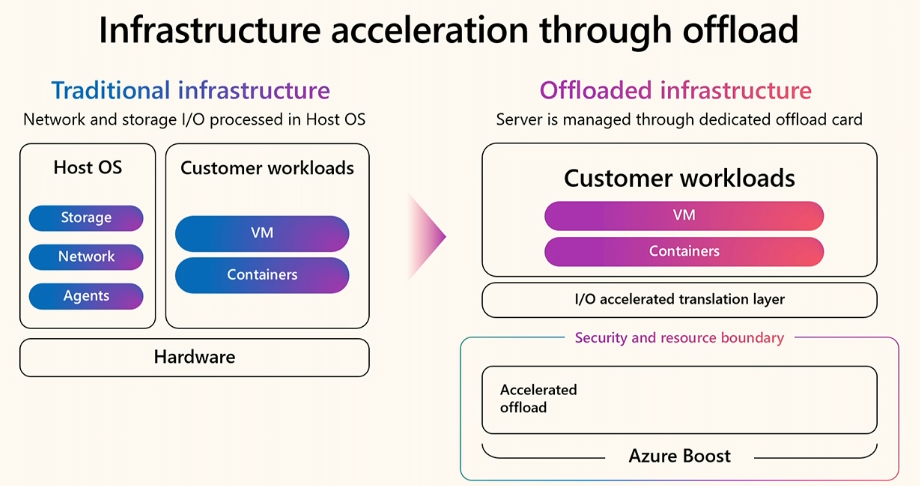 Infrastructure acceleration through offload
Traditional infrastructure
Network and storage I/O processed in Host OS
Host OS
Storage
Network
Agents
Customer workloads
VM
Containers
Hardware
Offloaded infrastructure
Server is managed through dedicated offload card
Customer workloads
VM
Containers
I/O accelerated translation layer
Security and resource boundary
Accelerated
offload
Azure Boost